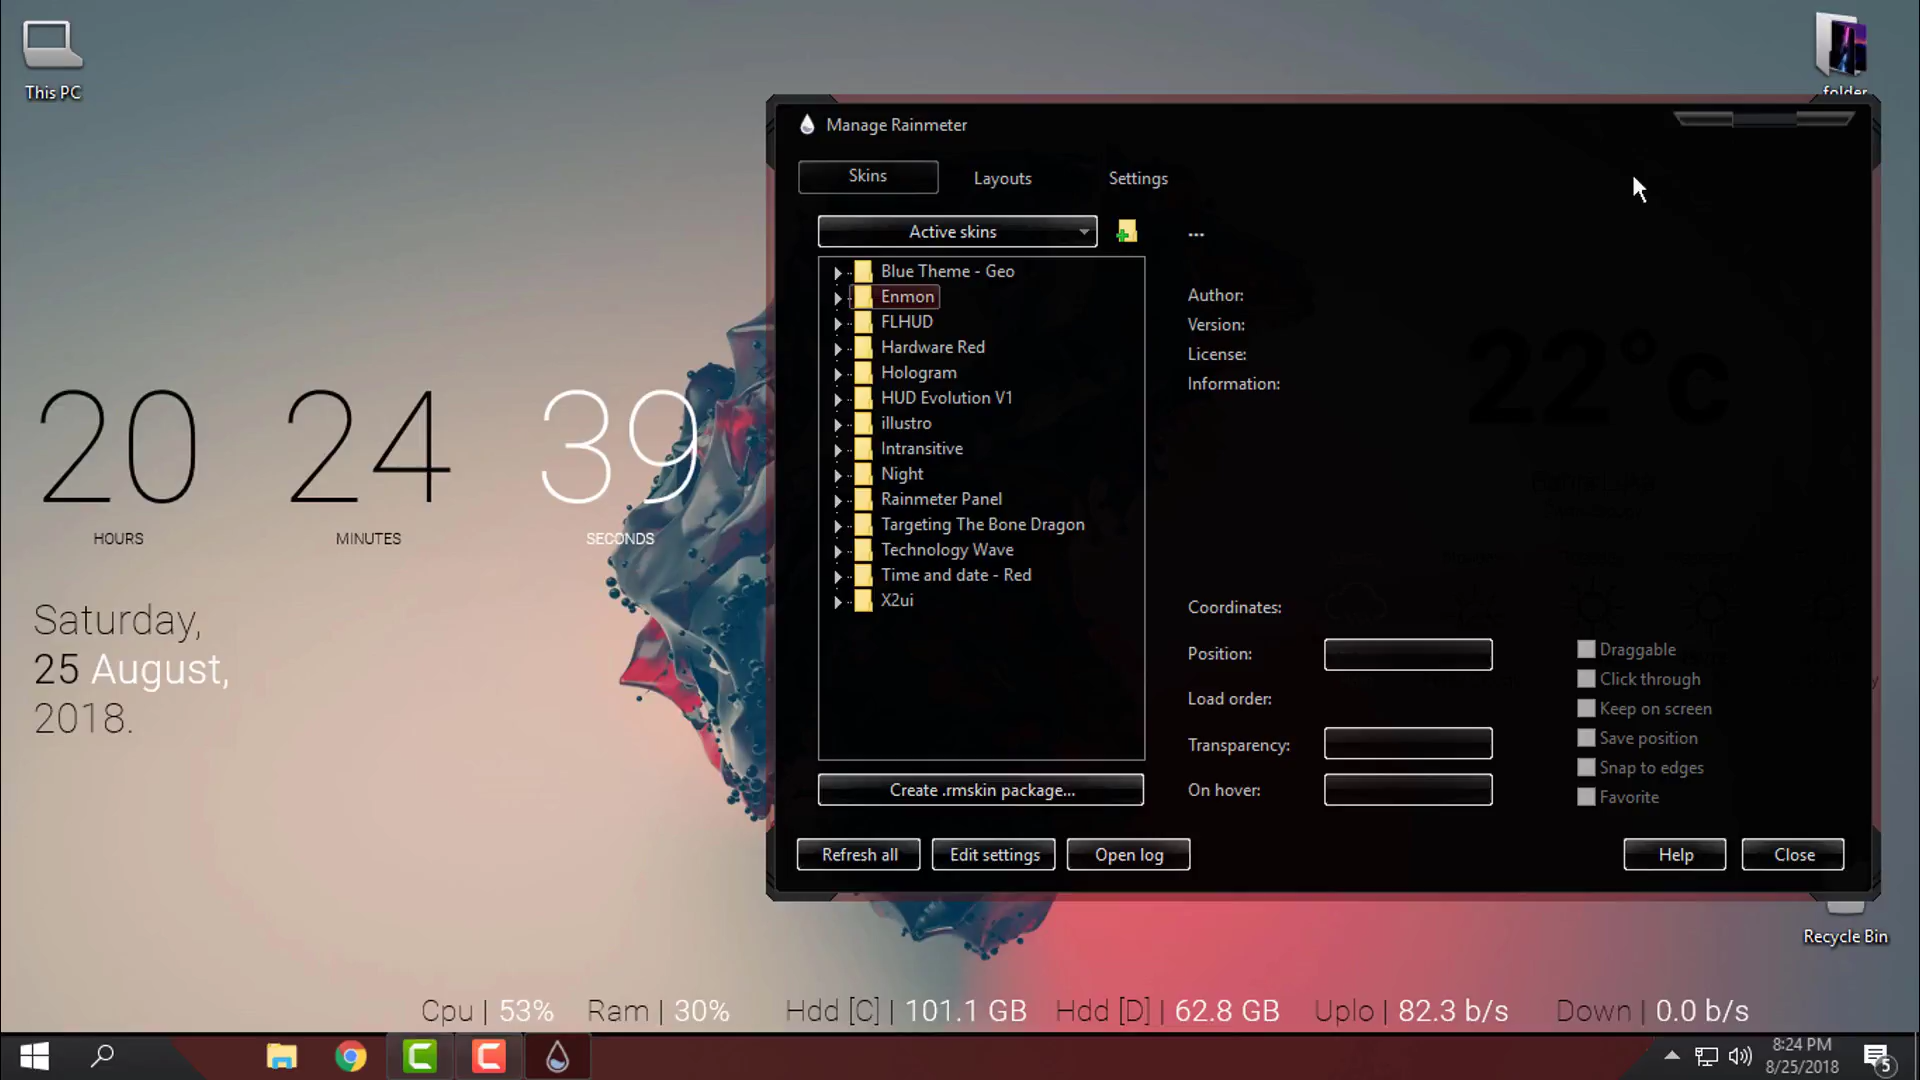 This PC
folder
Manage Rainmeter
Skins
Layouts
Settings
Active skins
...
Blue Theme - Geo
Enmon
FLHUD
Hardware Red
Hologram
HUD Evolution V1
illustro
Intransitive
Night
Rainmeter Panel
Targeting The Bone Dragon
Technology Wave
Time and date - Red
X2ui
Author:
Version:
License:
Information:
22°c
Coordinates:
Position:
Load order:
Transparency:
On hover:
Draggable
Click through
Keep on screen
Save position
Snap to edges
Favorite
Create .rmskin package...
Refresh all
Edit settings
Open log
Help
Close
20 24 39
HOURS MINUTES SECONDS
Saturday,
25 August,
2018.
Recycle Bin
Cpu | 53% Ram | 30% Hdd [C] | 101.1 GB Hdd [D] | 62.8 GB Uplo | 82.3 b/s Down | 0.0 b/s
8:24 PM
8/25/2018
5